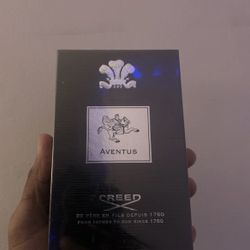 AVENTUS
CREED
DE PÈRE EN FILS DEPUIS 1760
FROM FATHER TO SON SINCE 1760